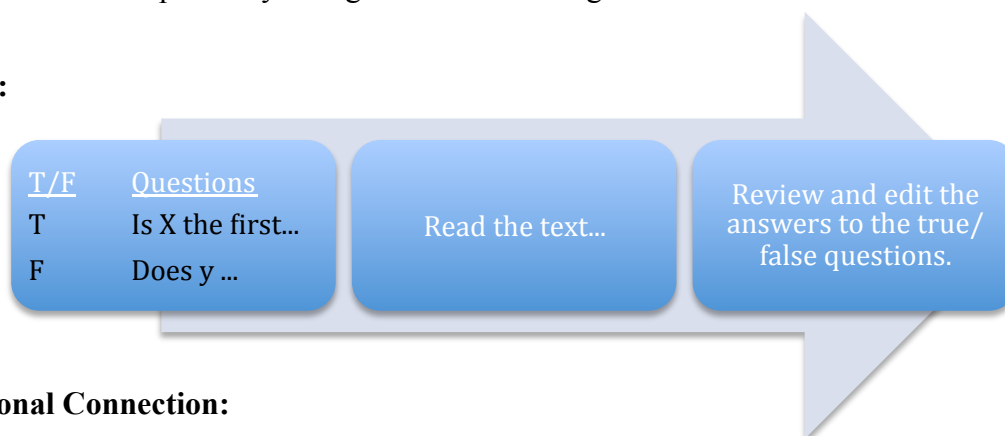 :
T/F Questions
T Is X the first...
F Does y ...
Read the text...
Review and edit the
answers to the true/
false questions.
onal Connection: